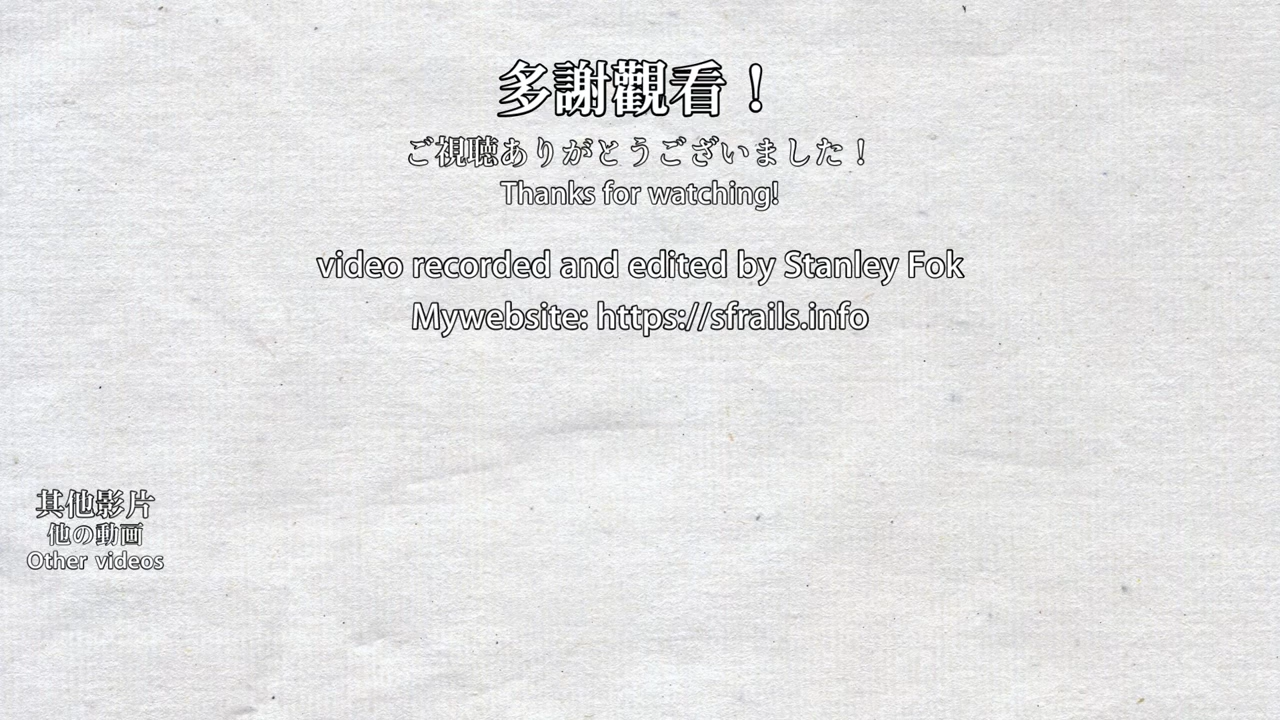 多謝觀看！
ご視聴ありがとうございました！
Thanks for watching!
video recorded and edited by Stanley Fok
Mywebsite: https://sfrails.info
其他影片
他の動画
Other videos